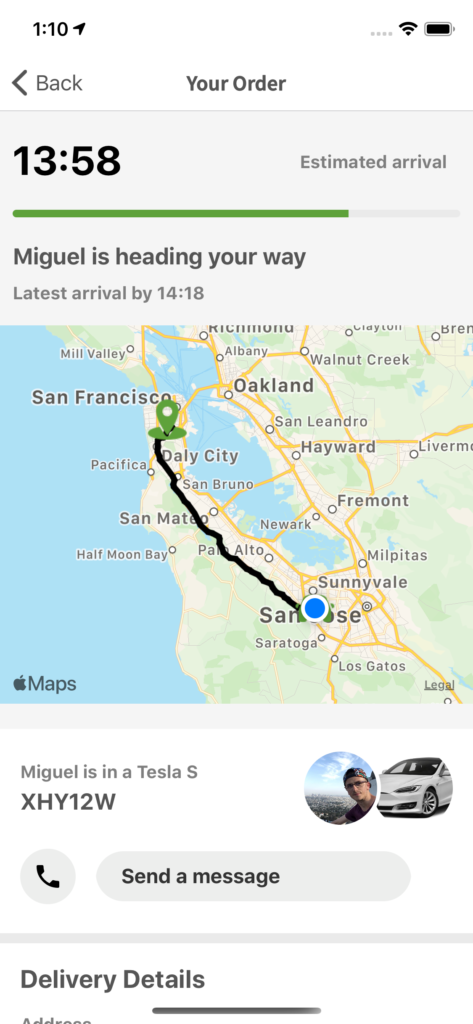 1:10
Back
Your Order
13:58
Estimated arrival
Miguel is heading your way
Latest arrival by 14:18
Richmond
Clayton
Mill Valley
Albany
Walnut Creek
San Francisco
Oakland
San Leandro
Hayward
Livermo
Daly City
Pacifica
San Bruno
Fremont
San Mateo
Newark
Half Moon Bay
Palo Alto
Milpitas
Sunnyvale
San Jose
Saratoga
Los Gatos
Maps
Legal
Miguel is in a Tesla S
XHY12W
Send a message
Delivery Details
Address